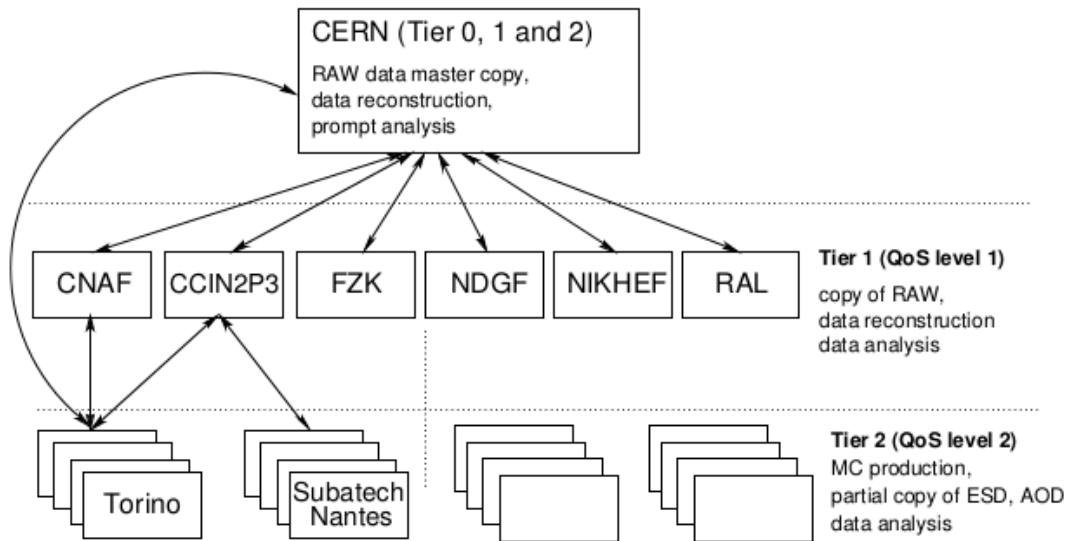 CERN (Tier 0, 1 and 2)
RAW data master copy,
data reconstruction,
prompt analysis
CNAF
CCIN2P3
FZK
NDGF
NIKHEF
RAL
Tier 1 (QoS level 1)
copy of RAW,
data reconstruction
data analysis
Torino
Subatech
Nantes
Tier 2 (QoS level 2)
MC production,
partial copy of ESD, AOD
data analysis